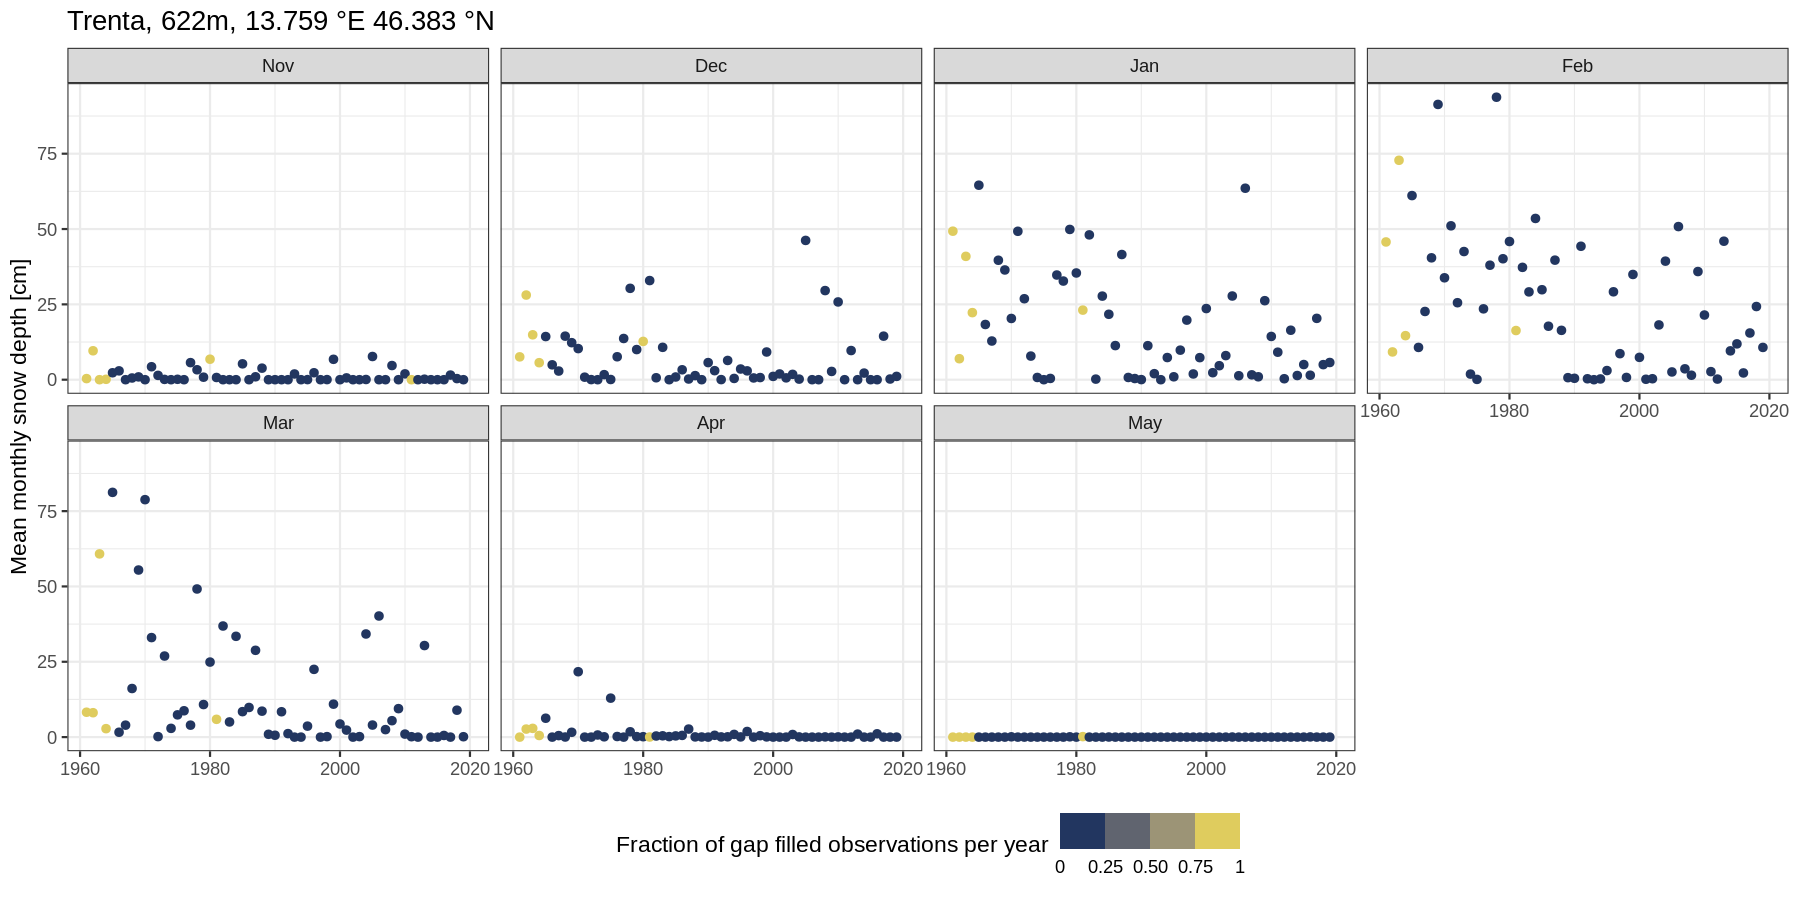 Trenta, 622m, 13.759 °E 46.383 °N
Nov
Dec
Jan
Feb
Mean monthly snow depth [cm]
75
50
25
0
1960 1980 2000 2020
Mar
Apr
May
75
50
25
0
1960 1980 2000 2020
1960 1980 2000 2020
1960 1980 2000 2020
Fraction of gap filled observations per year
0 0.25 0.50 0.75 1